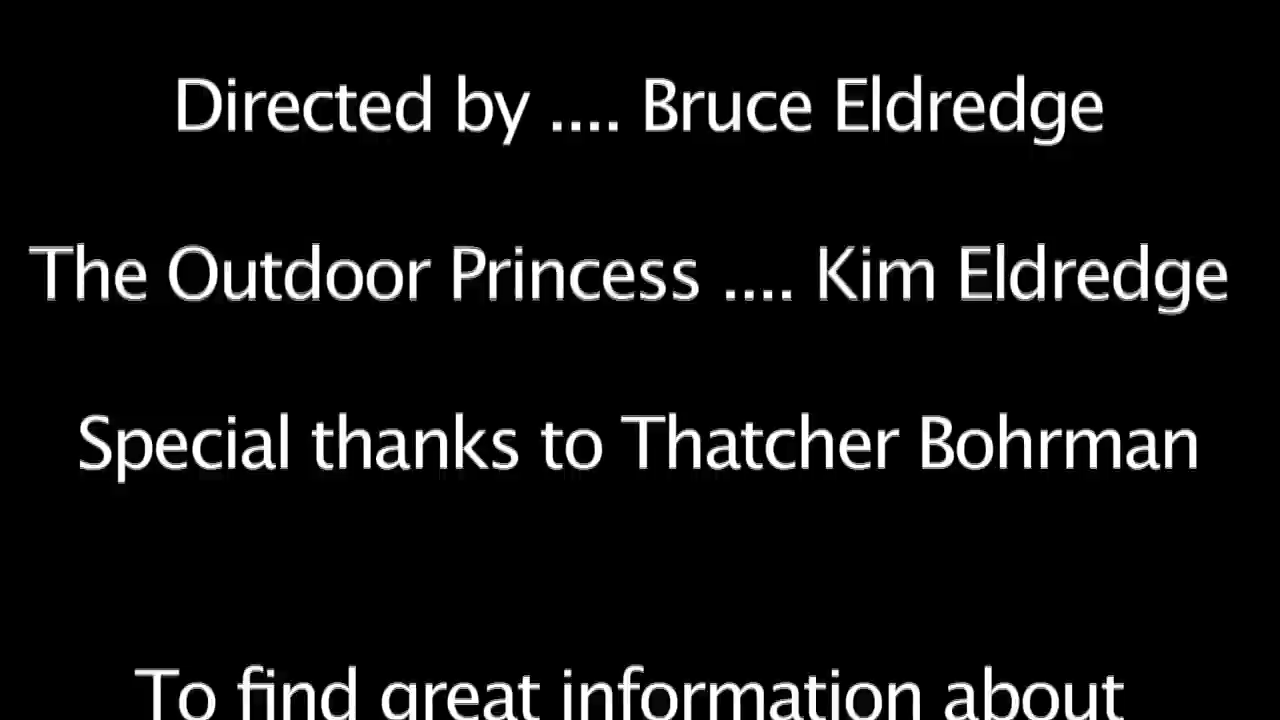 Directed by .... Bruce Eldredge
The Outdoor Princess .... Kim Eldredge
Special thanks to Thatcher Bohrman
To find great information about